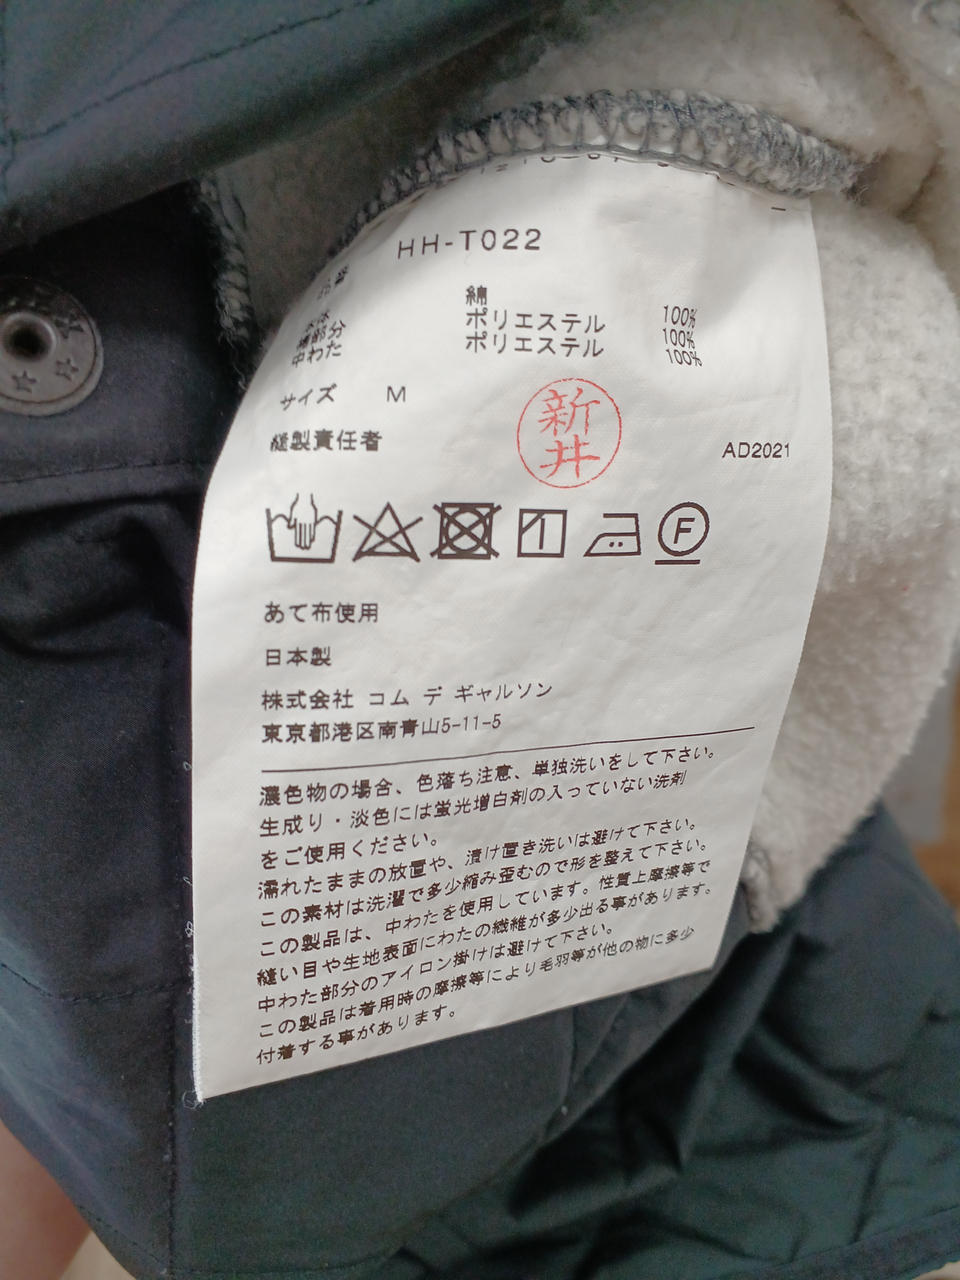 HH-T022
品番
本体 綿 100%
別部分 ポリエステル 100%
中わた ポリエステル 100%
サイズ M
縫製責任者 新井 AD2021
F
あて布使用
日本製
株式会社 コム デ ギャルソン
東京都港区南青山5-11-5
濃色物の場合、色落ち注意、単独洗いをして下さい。
生成り・淡色には蛍光増白剤の入っていない洗剤
をご使用ください。
濡れたままの放置や、漬け置き洗いは避けて下さい。
この素材は洗濯で多少縮み歪むので形を整えて下さい。
この製品は、中わたを使用しています。性質上摩擦等で
縫い目や生地表面にわたの繊維が多少出る事があります。
中わた部分のアイロン掛けは避けて下さい。
この製品は着用時の摩擦等により毛羽等が他の物に多少
付着する事があります。